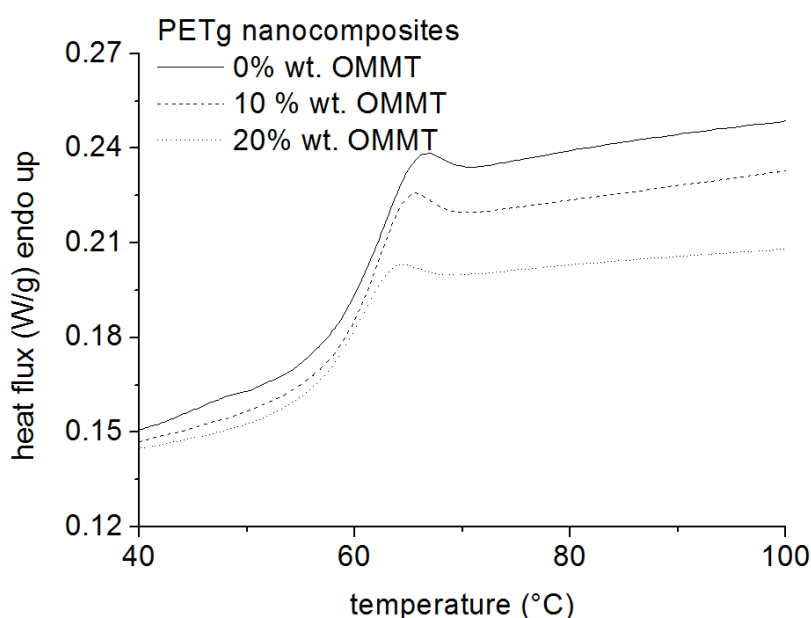 PETg nanocomposites
0% wt. OMMT
10 % wt. OMMT
20% wt. OMMT
0.27
0.24
0.21
0.18
0.15
0.12
heat flux (W/g) endo up
40
60
80
100
temperature (°C)